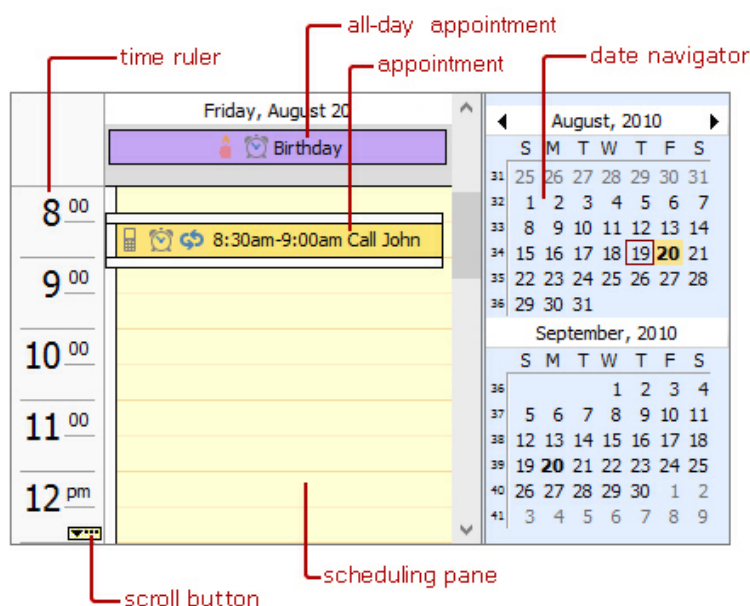 all-day appointment
time ruler
appointment
date navigator
Friday, August 20
Birthday
8 00
8:30am-9:00am Call John
9 00
10 00
11 00
12 pm
August, 2010
S M T W T F S
31 25 26 27 28 29 30 31
32 1 2 3 4 5 6 7
33 8 9 10 11 12 13 14
34 15 16 17 18 19 20 21
35 22 23 24 25 26 27 28
36 29 30 31
September, 2010
S M T W T F S
36 1 2 3 4
37 5 6 7 8 9 10 11
38 12 13 14 15 16 17 18
39 19 20 21 22 23 24 25
40 26 27 28 29 30 1 2
41 3 4 5 6 7 8 9
scheduling pane
scroll button